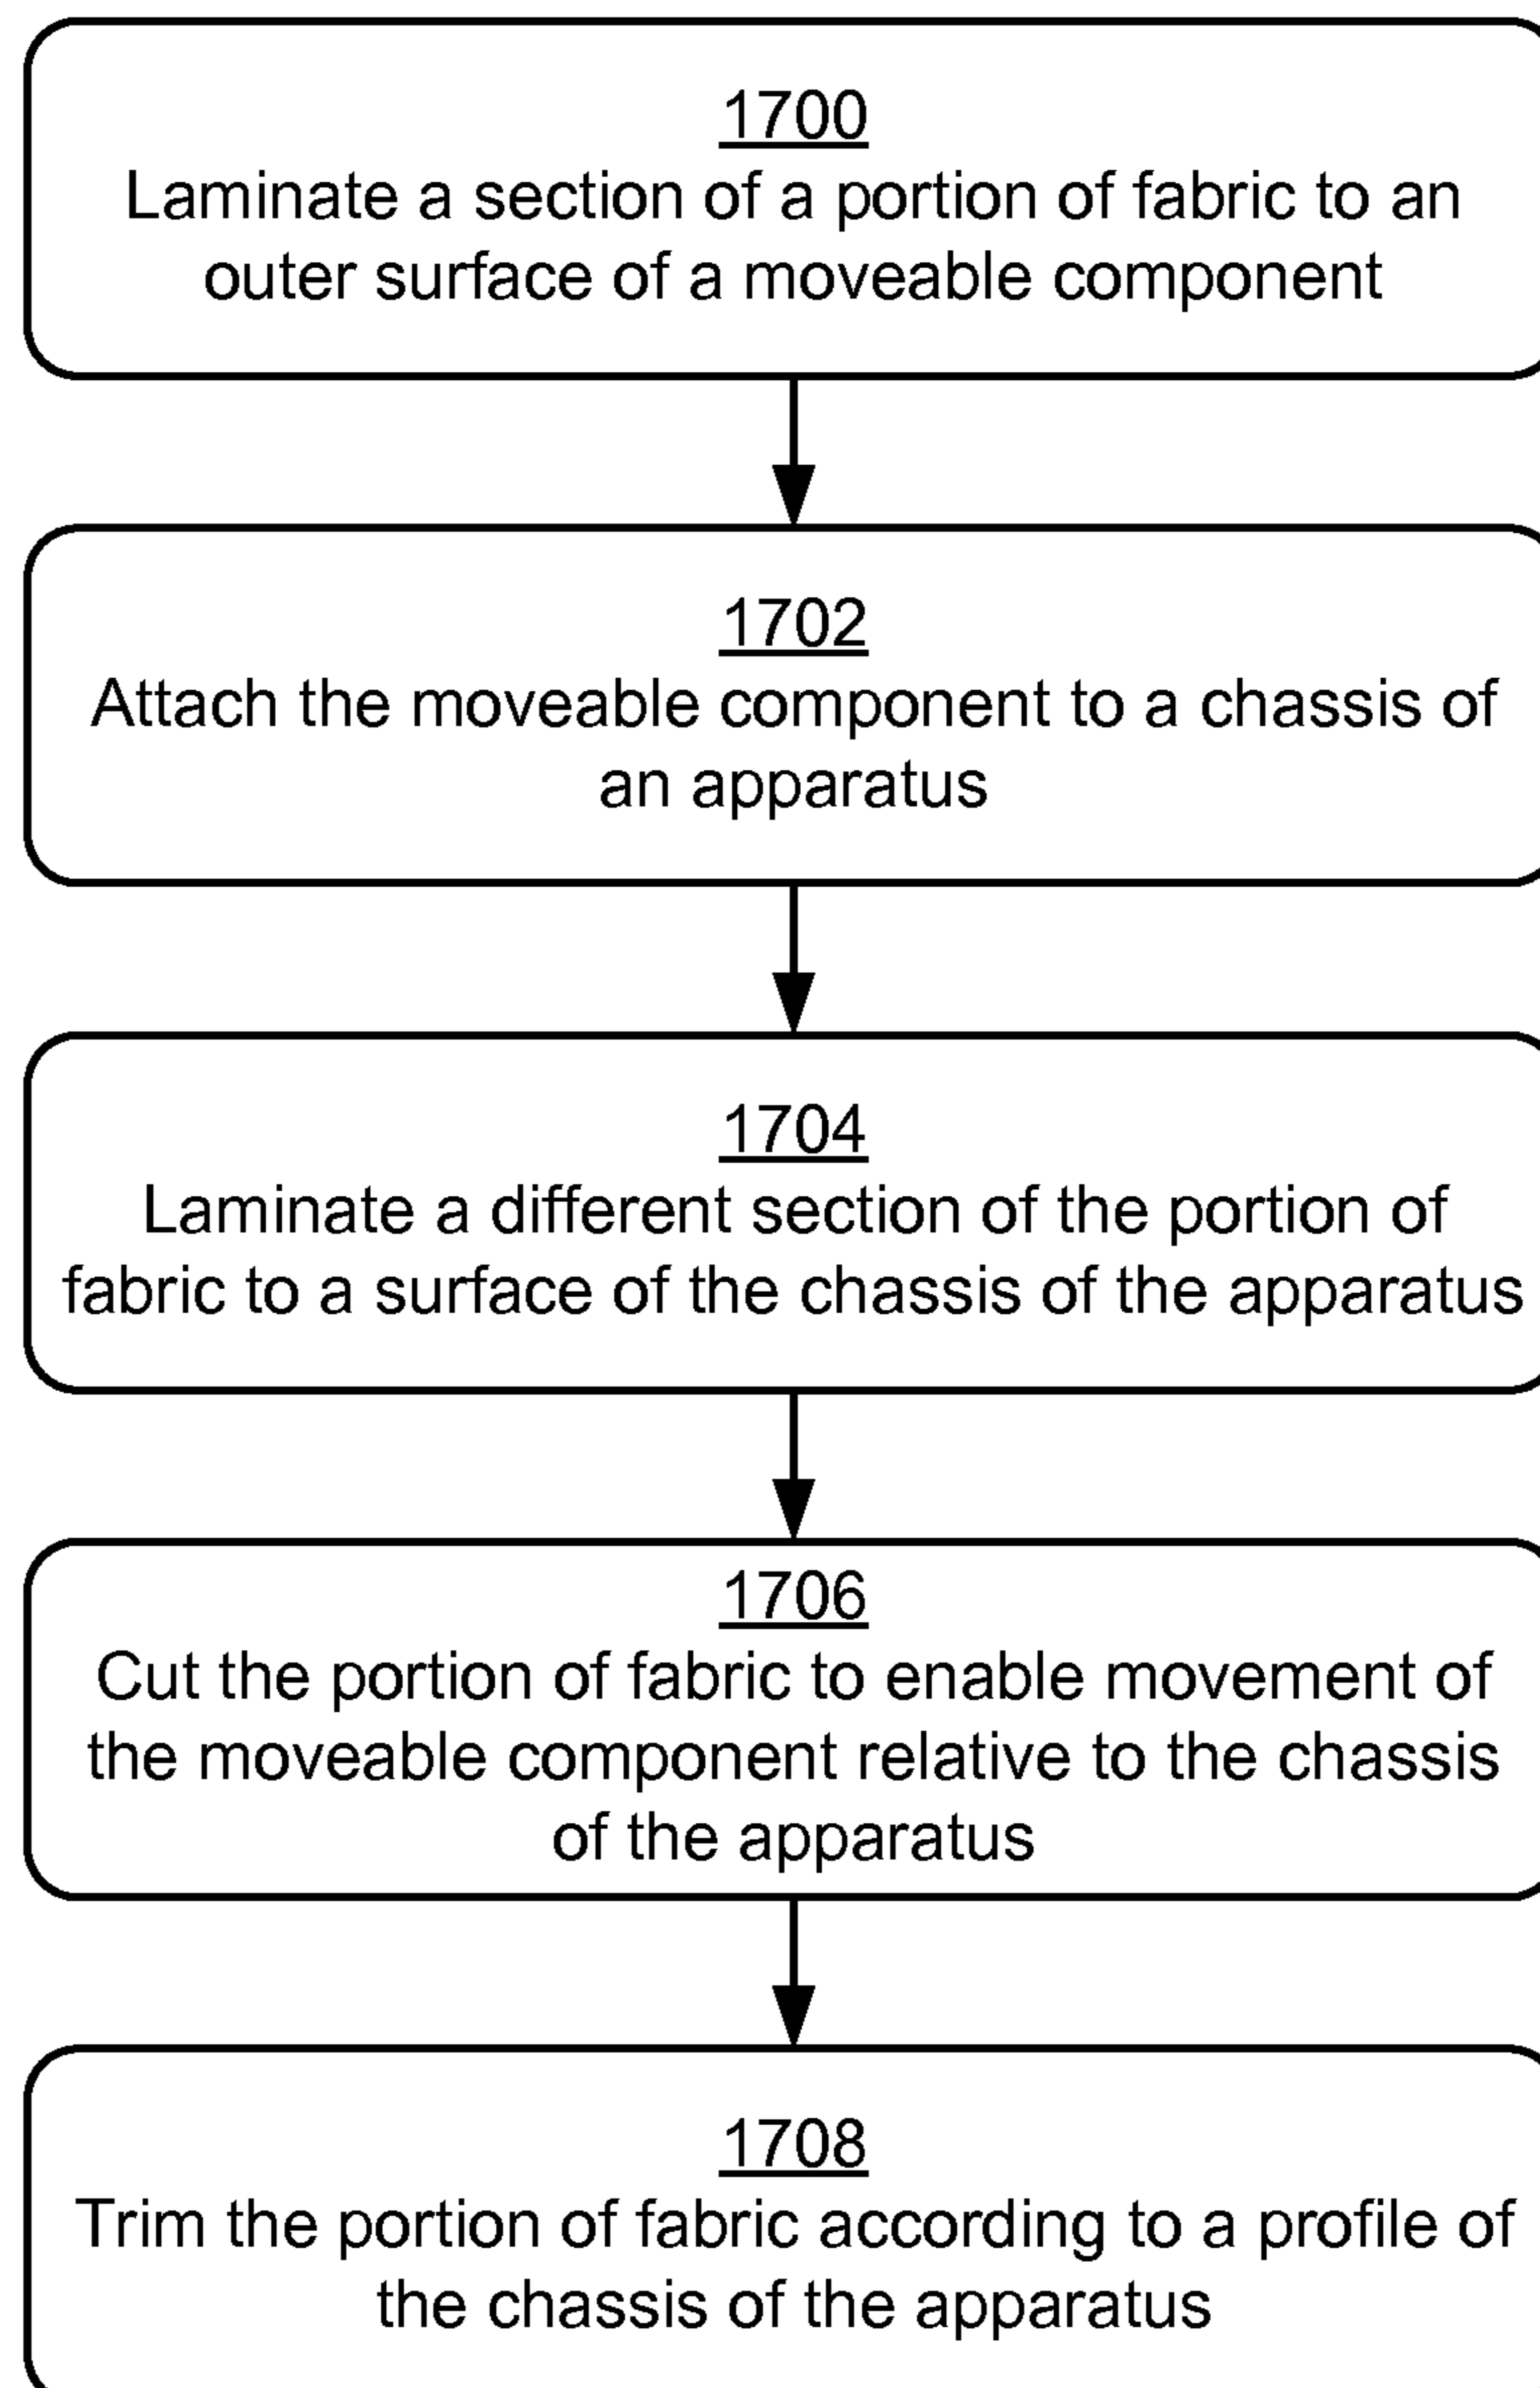 1700
Laminate a section of a portion of fabric to an
outer surface of a moveable component
1702
Attach the moveable component to a chassis of
an apparatus
1704
Laminate a different section of the portion of
fabric to a surface of the chassis of the apparatus
1706
Cut the portion of fabric to enable movement of
the moveable component relative to the chassis
of the apparatus
1708
Trim the portion of fabric according to a profile of
the chassis of the apparatus